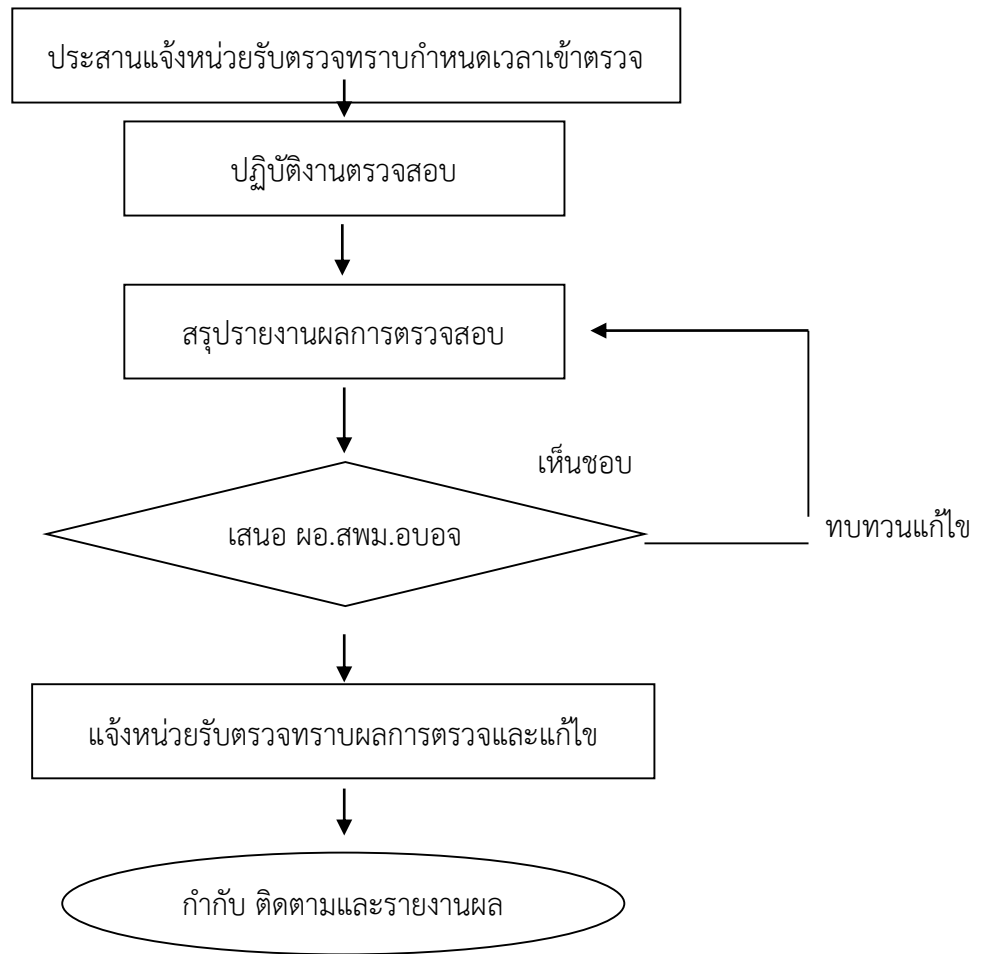 ประสานแจ้งหน่วยรับตรวจทราบกำหนดเวลาเข้าตรวจ
ปฏิบัติงานตรวจสอบ
สรุปรายงานผลการตรวจสอบ
เห็นชอบ
เสนอ ผอ.สพม.อบอจ
ทบทวนแก้ไข
แจ้งหน่วยรับตรวจทราบผลการตรวจและแก้ไข
กำกับ ติดตามและรายงานผล